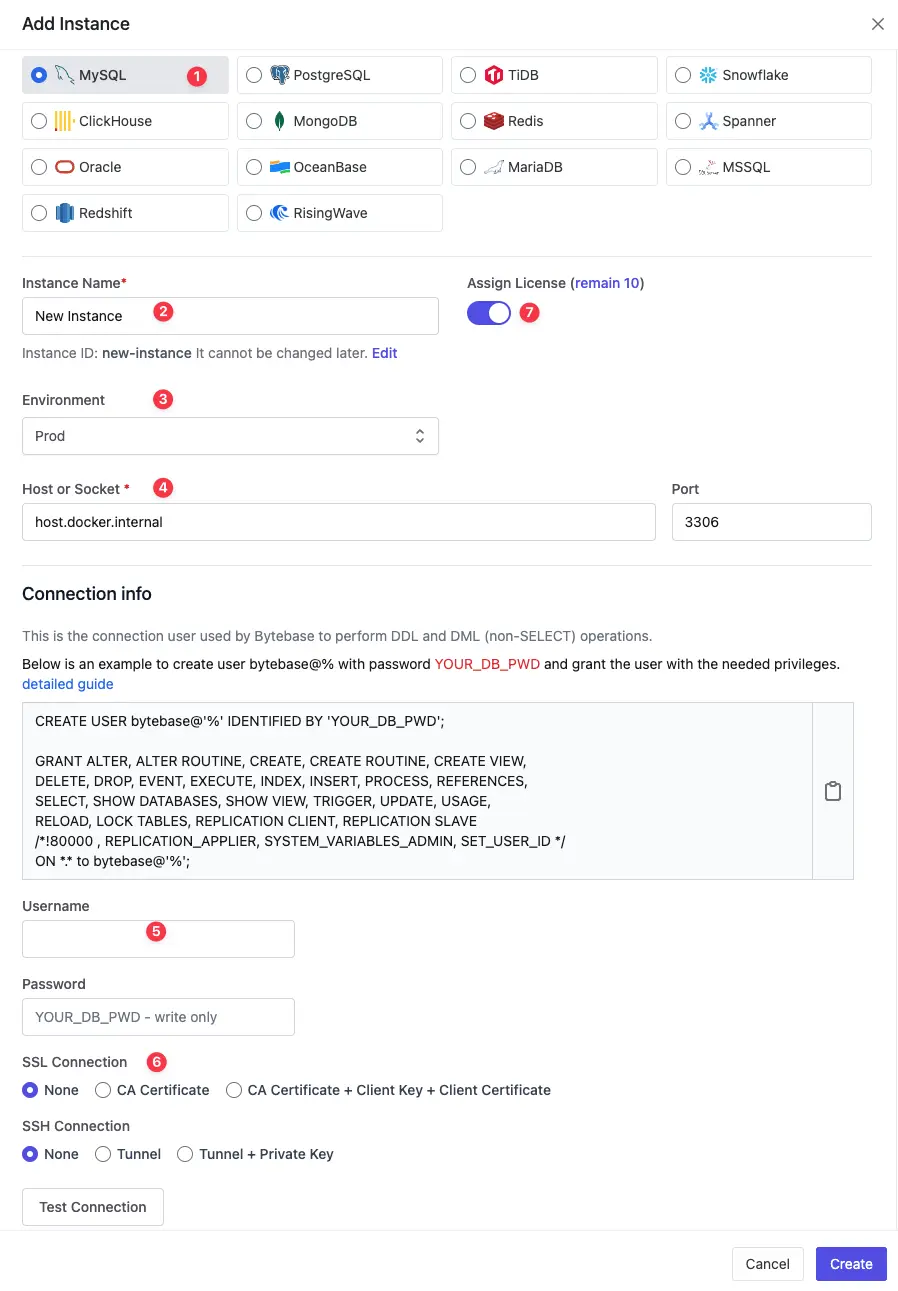 Add Instance
MySQL 1 PostgreSQL TiDB Snowflake
ClickHouse MongoDB Redis Spanner
Oracle OceanBase MariaDB MSSQL
Redshift RisingWave
Instance Name* Assign License (remain 10)
New Instance 2 7
Instance ID: new-instance It cannot be changed later. Edit
Environment 3
Prod
Host or Socket * 4 Port
host.docker.internal 3306
Connection info
This is the connection user used by Bytebase to perform DDL and DML (non-SELECT) operations.
Below is an example to create user bytebase@% with password YOUR_DB_PWD and grant the user with the needed privileges.
detailed guide
CREATE USER bytebase@'%' IDENTIFIED BY 'YOUR_DB_PWD';
GRANT ALTER, ALTER ROUTINE, CREATE, CREATE ROUTINE, CREATE VIEW,
DELETE, DROP, EVENT, EXECUTE, INDEX, INSERT, PROCESS, REFERENCES,
SELECT, SHOW DATABASES, SHOW VIEW, TRIGGER, UPDATE, USAGE,
RELOAD, LOCK TABLES, REPLICATION CLIENT, REPLICATION SLAVE
/*!80000 , REPLICATION_APPLIER, SYSTEM_VARIABLES_ADMIN, SET_USER_ID */
ON *.* to bytebase@'%';
Username
5
Password
YOUR_DB_PWD - write only
SSL Connection 6
None CA Certificate CA Certificate + Client Key + Client Certificate
SSH Connection
None Tunnel Tunnel + Private Key
Test Connection
Cancel Create